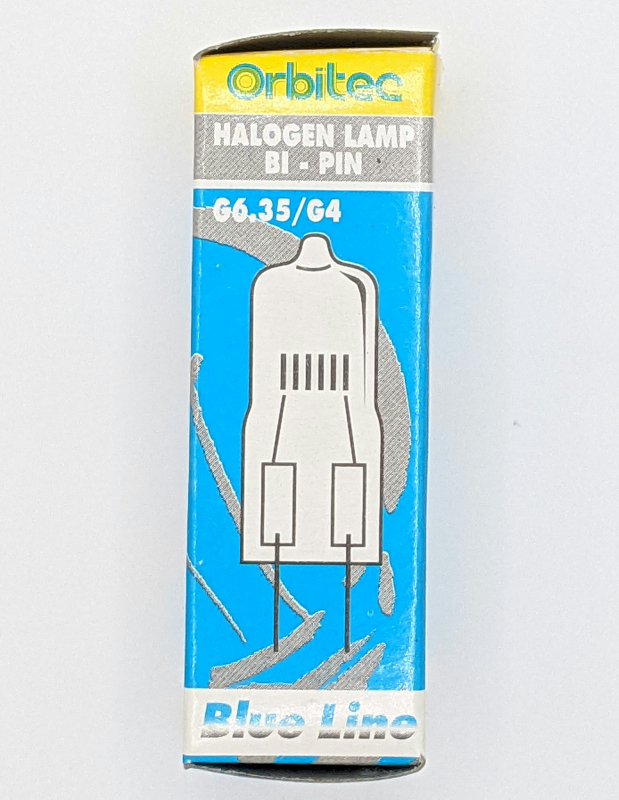 Orbitec
HALOGEN LAMP
BI - PIN
G6.35/G4
Blue Line